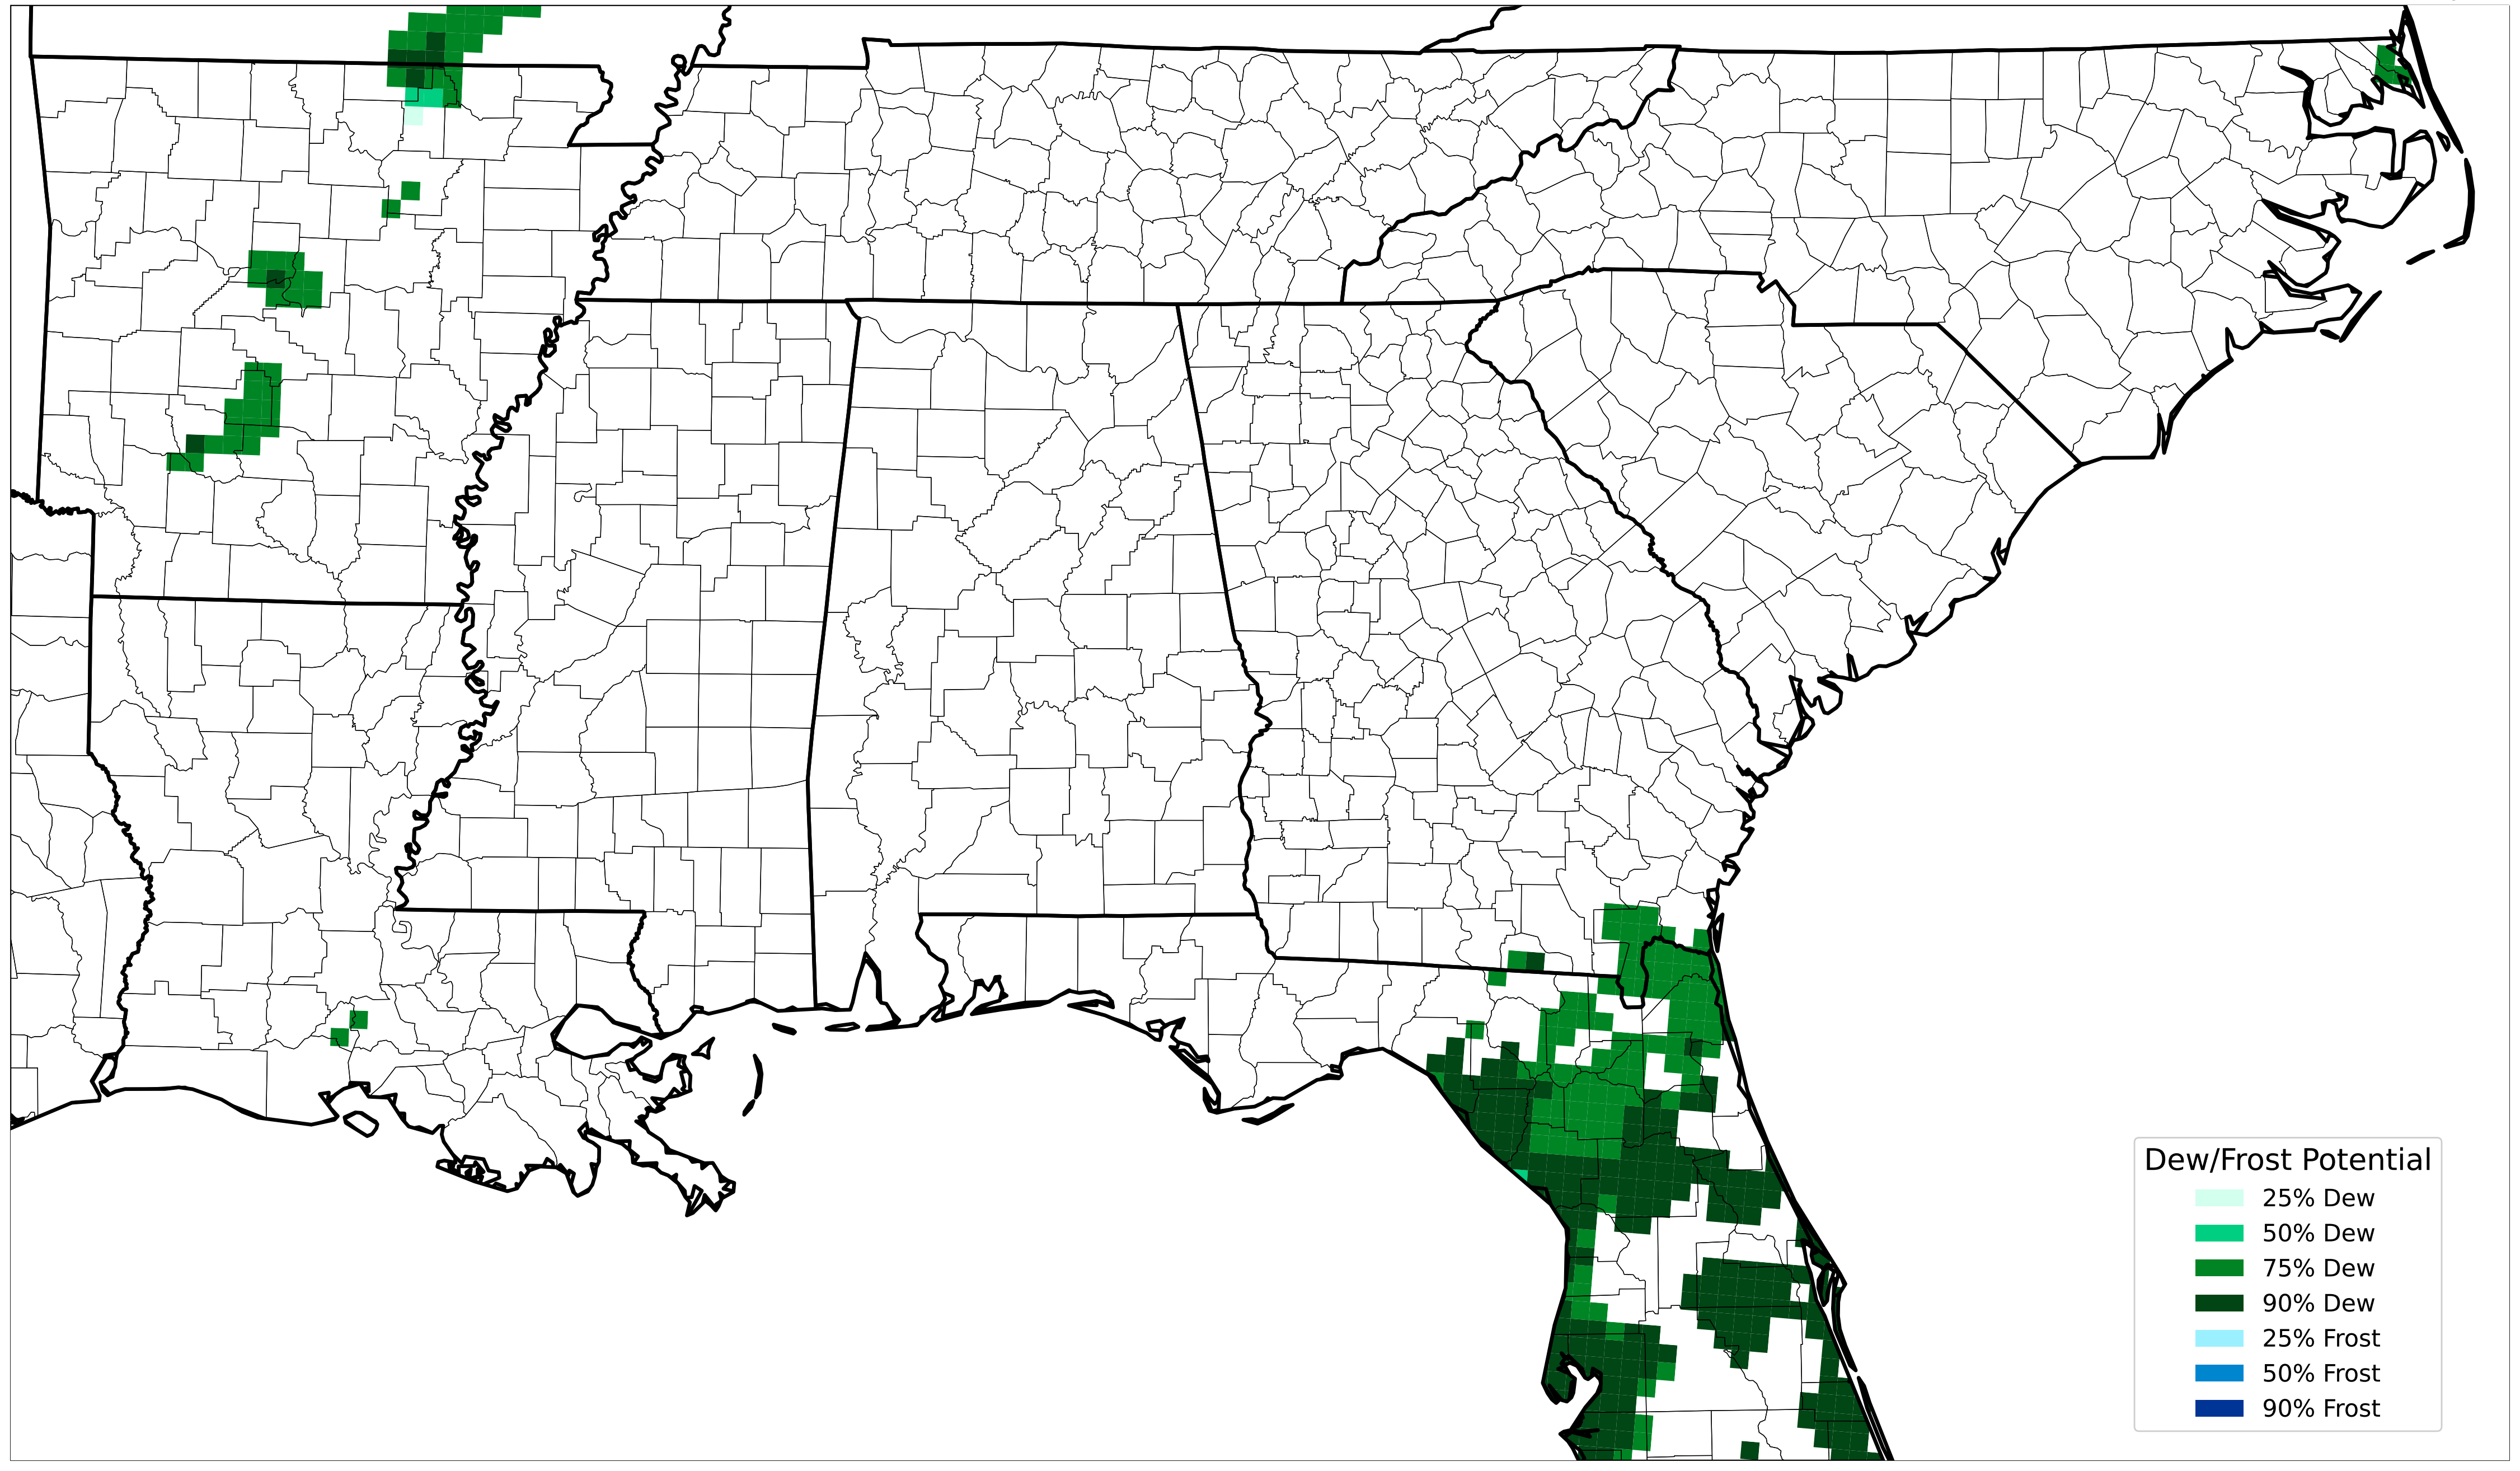 Dew/Frost Potential
25% Dew
50% Dew
75% Dew
90% Dew
25% Frost
50% Frost
90% Frost